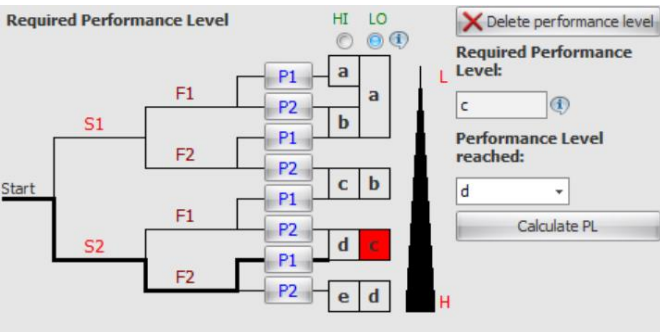 Required Performance Level
HI LO
Delete performance level
Required Performance
Level:
c
Performance Level
reached:
d
Calculate PL
Start
S1
S2
F1
F2
F1
F2
P1
P2
P1
P2
P1
P2
P1
P2
a
a
b
c b
d c
e d
L
H